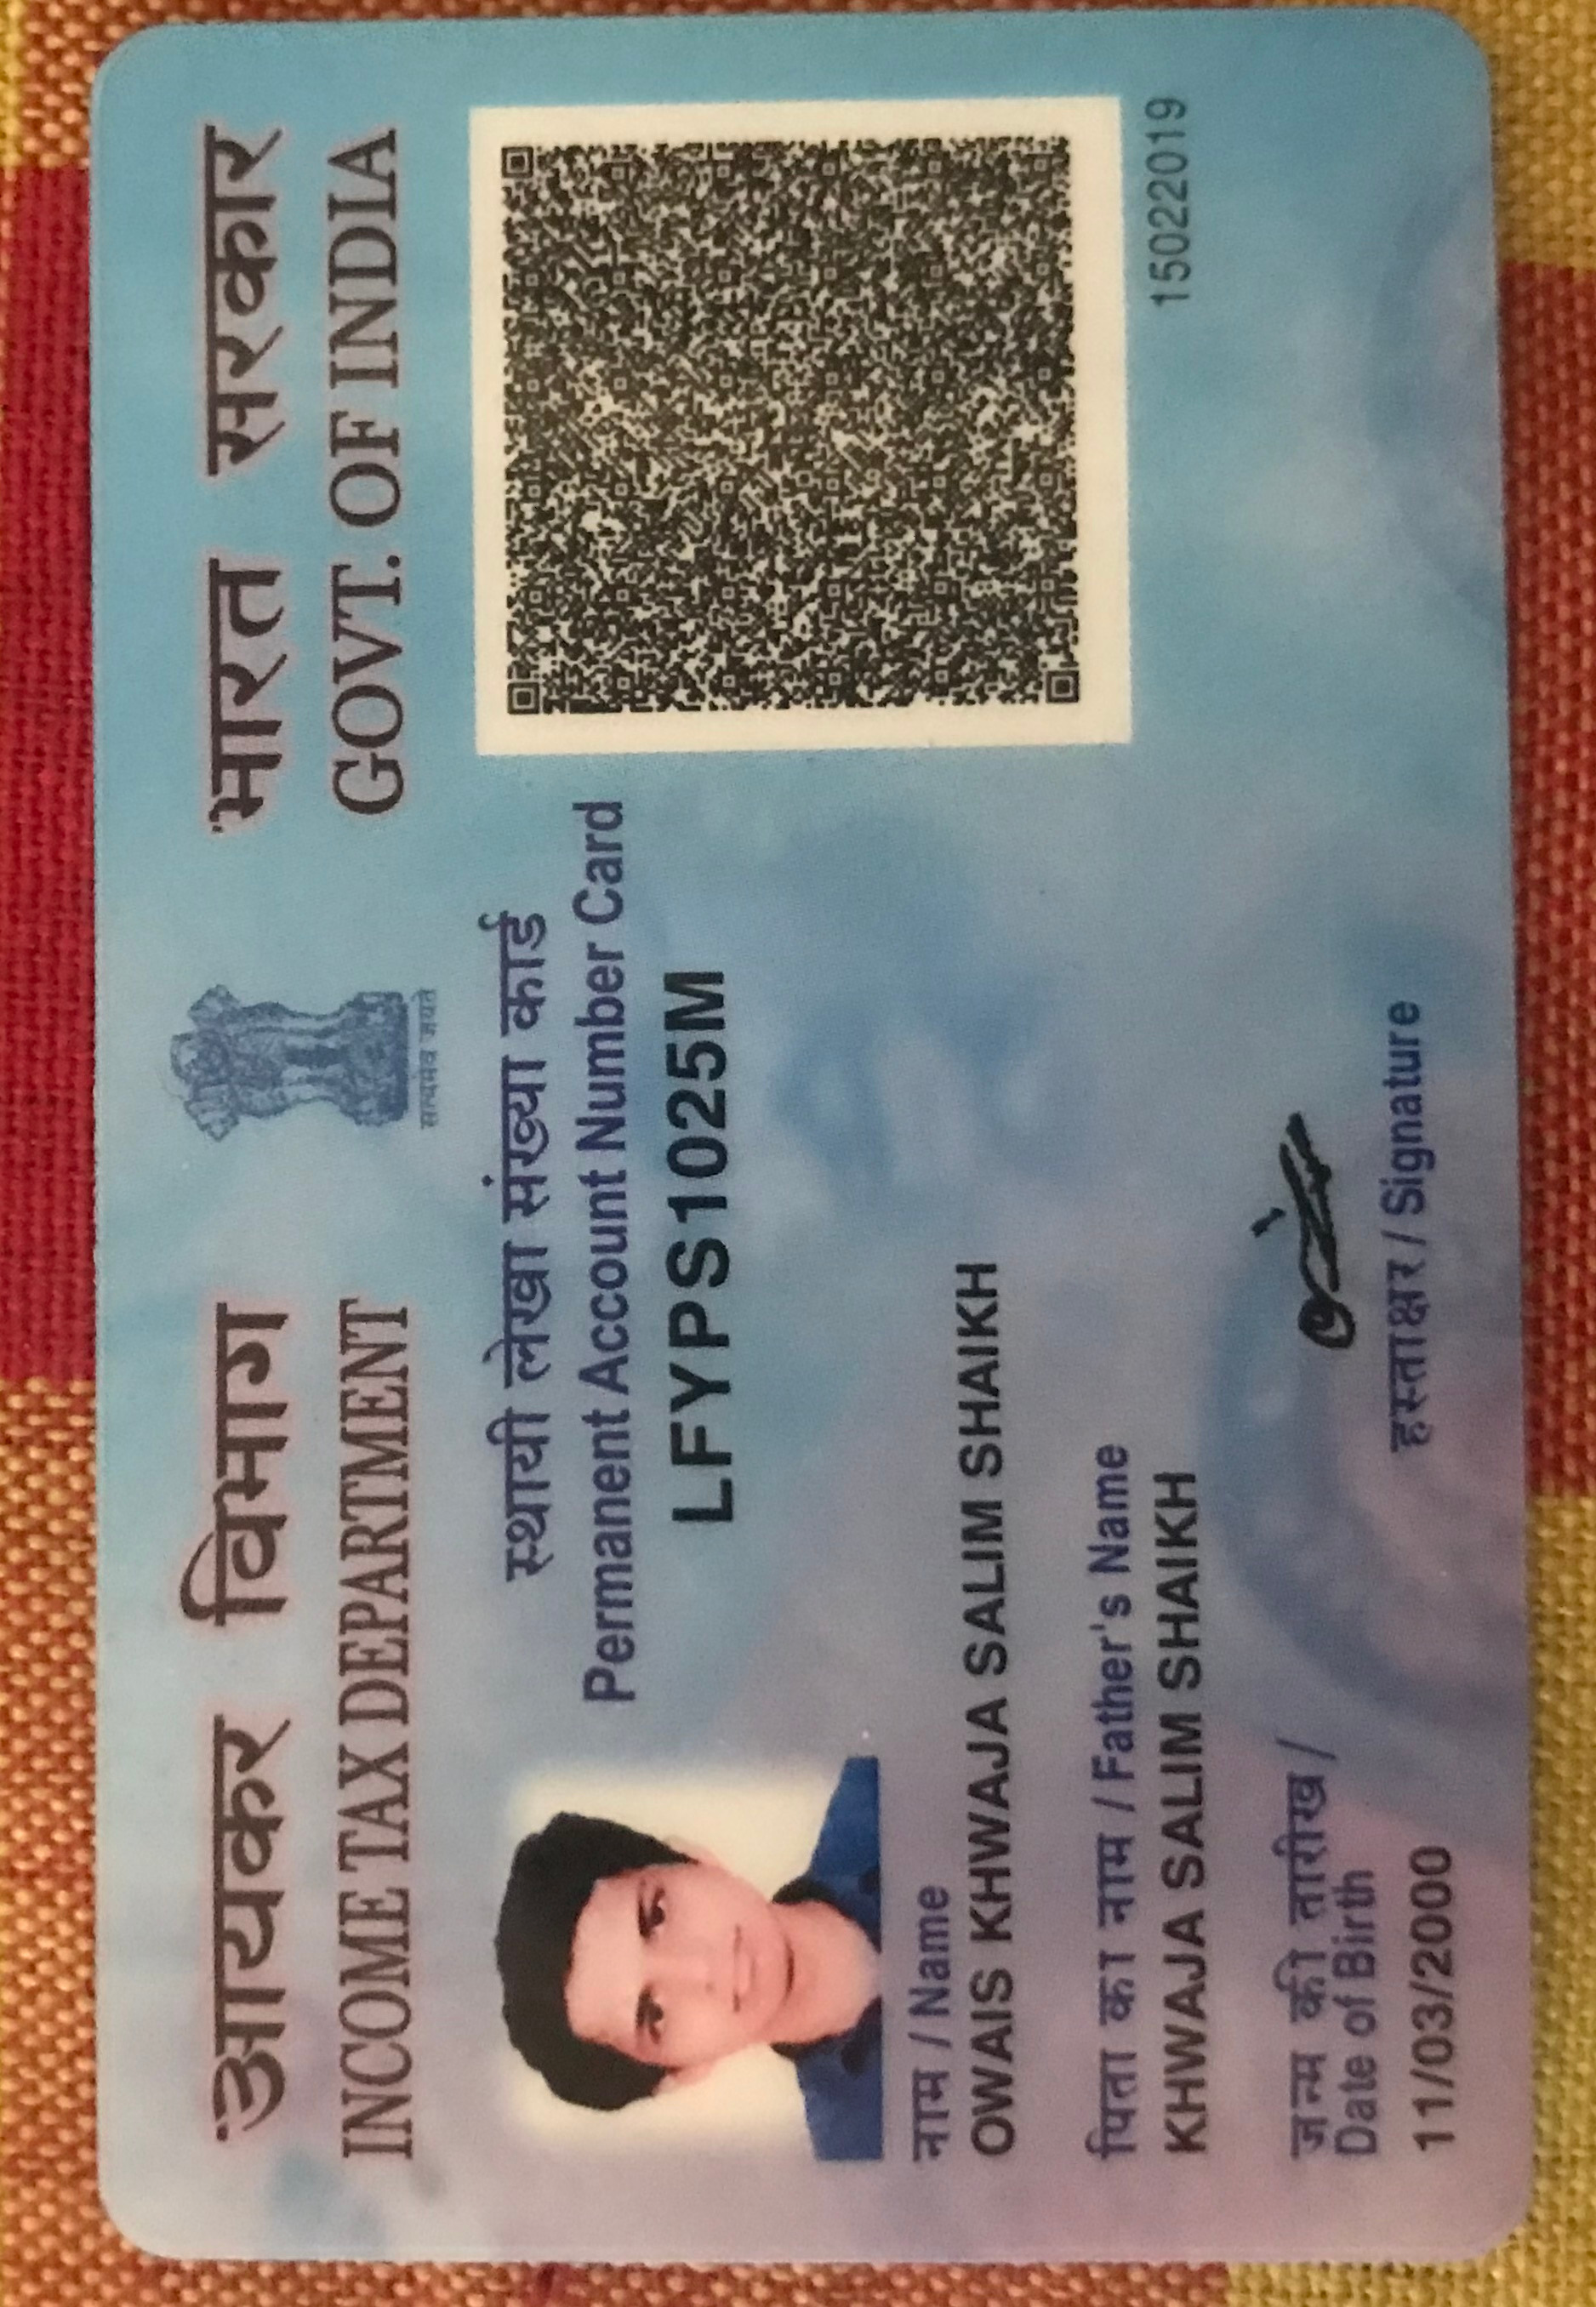 आयकर विभाग
INCOME TAX DEPARTMENT
सत्यमेव जयते
भारत सरकार
GOVT. OF INDIA
स्थायी लेखा संख्या कार्ड
Permanent Account Number Card
LFYPS1025M
नाम / Name
OWAIS KHWAJA SALIM SHAIKH
पिता का नाम / Father's Name
KHWAJA SALIM SHAIKH
जन्म की तारीख /
Date of Birth
11/03/2000
हस्ताक्षर / Signature
15022019